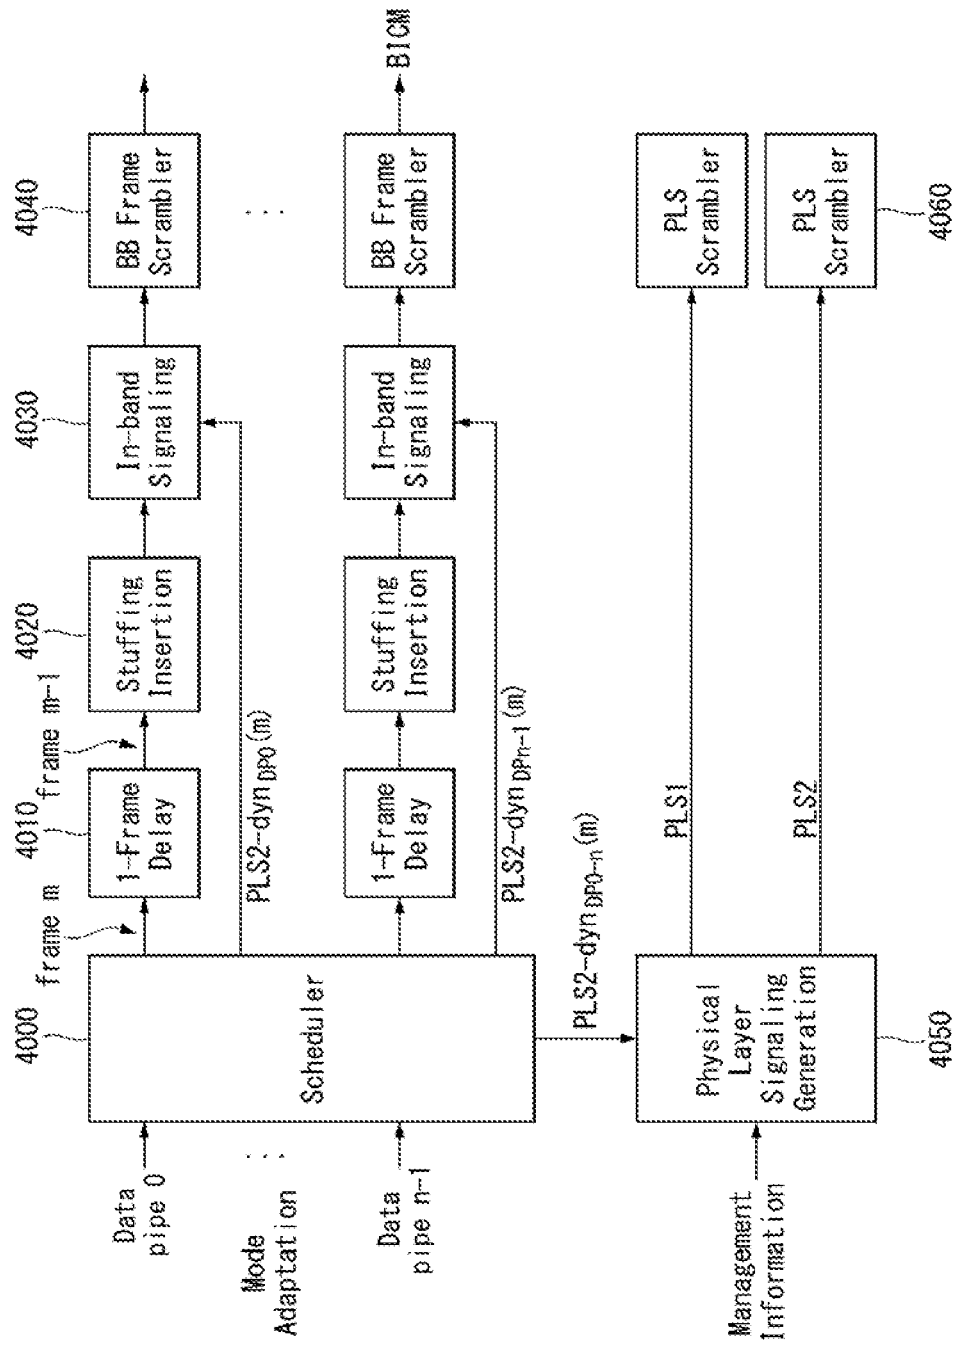 4000
frame m
4010
frame m-1
4020
4030
4040
Data
pipe 0
1-Frame
Delay
Stuffing
Insertion
In-band
Signaling
BB Frame
Scrambler
PLS2-dyn DP0 (m)
Mode
Adaptation
Scheduler
Data
pipe n-1
1-Frame
Delay
Stuffing
Insertion
In-band
Signaling
BB Frame
Scrambler
BICM
PLS2-dyn DPn-1 (m)
PLS2-dyn DP0-n (m)
Management
Information
Physical
Layer
Signaling
Generation
PLS1
PLS
Scrambler
PLS2
PLS
Scrambler
4050
4060